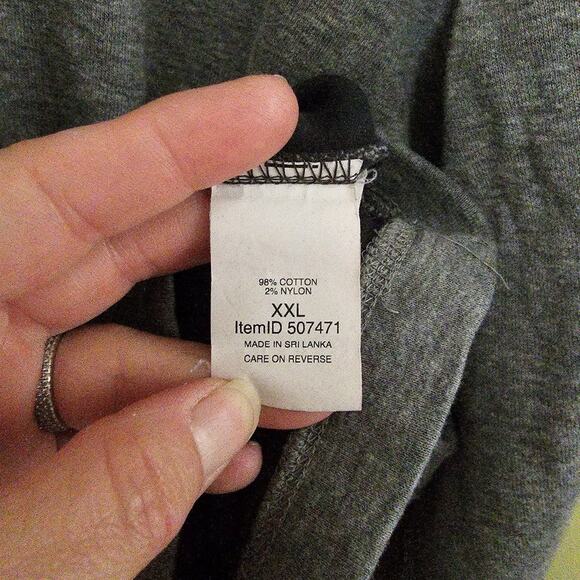 98% COTTON
2% NYLON
XXL
ItemID 507471
MADE IN SRI LANKA
CARE ON REVERSE